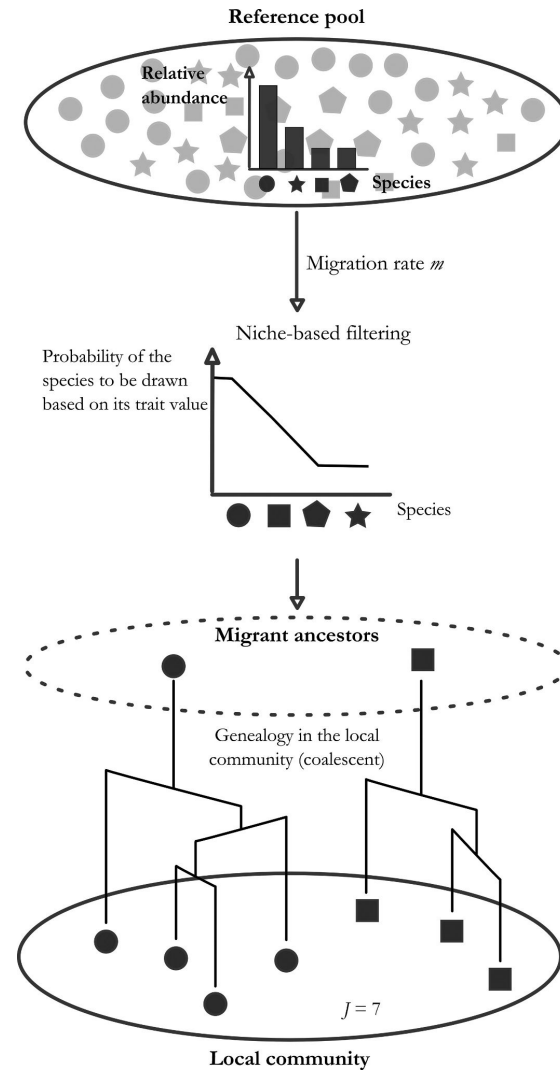 Reference pool
Relative
abundance
Species
Migration rate m
Niche-based filtering
Probability of the
species to be drawn
based on its trait value
Species
Migrant ancestors
Genealogy in the local
community (coalescent)
J = 7
Local community